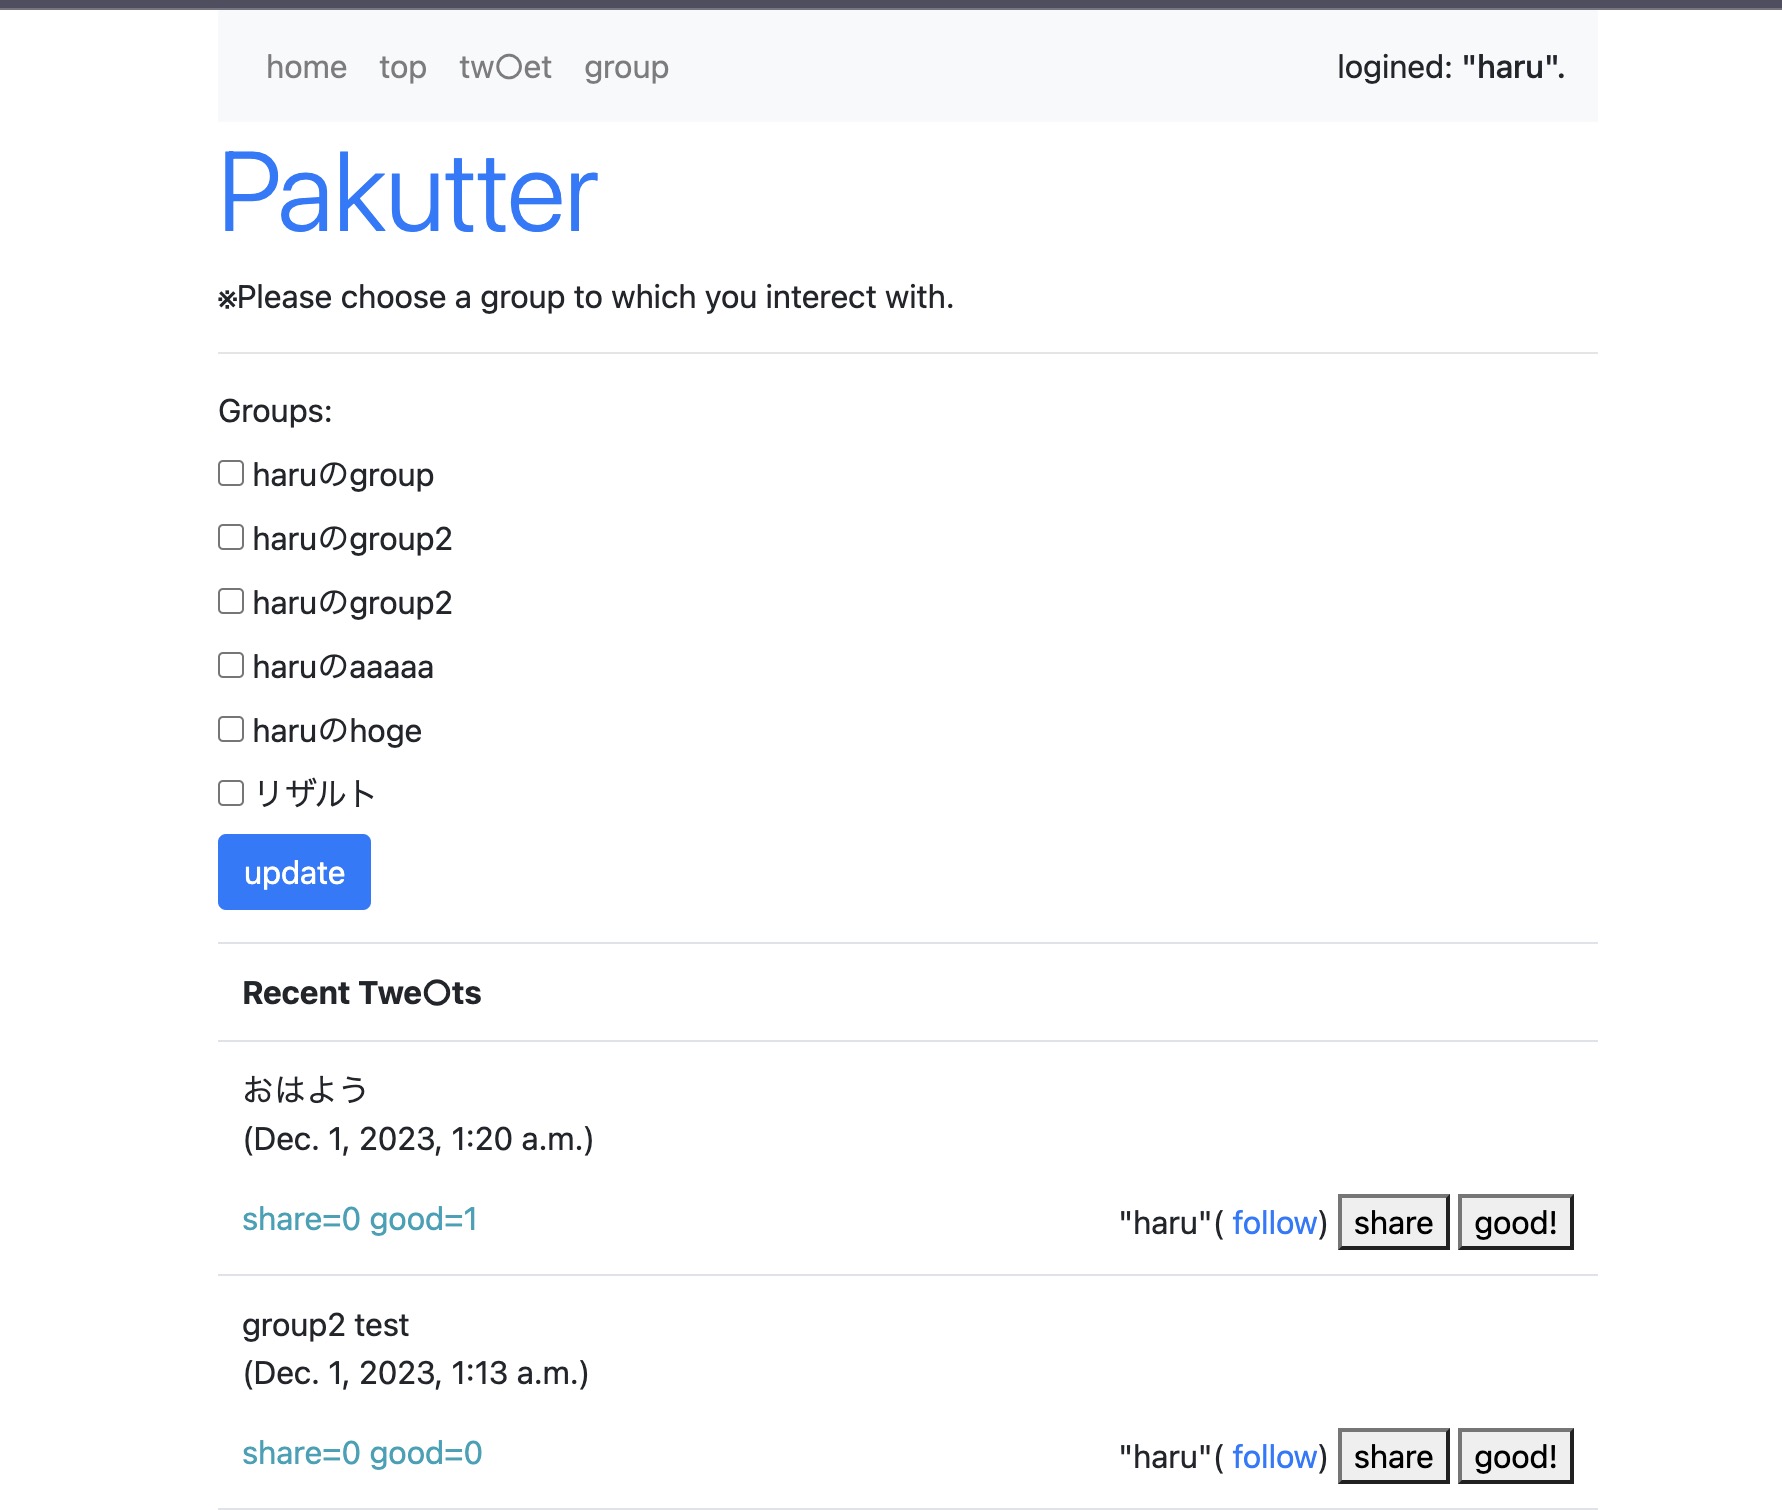 home top tw〇et group logined: "haru".
Pakutter
※Please choose a group to which you interect with.
Groups:
haruのgroup
haruのgroup2
haruのgroup2
haruのaaaaa
haruのhoge
リザルト
update
Recent Twe〇ts
おはよう
(Dec. 1, 2023, 1:20 a.m.)
share=0 good=1 "haru"( follow) share good!
group2 test
(Dec. 1, 2023, 1:13 a.m.)
share=0 good=0 "haru"( follow) share good!